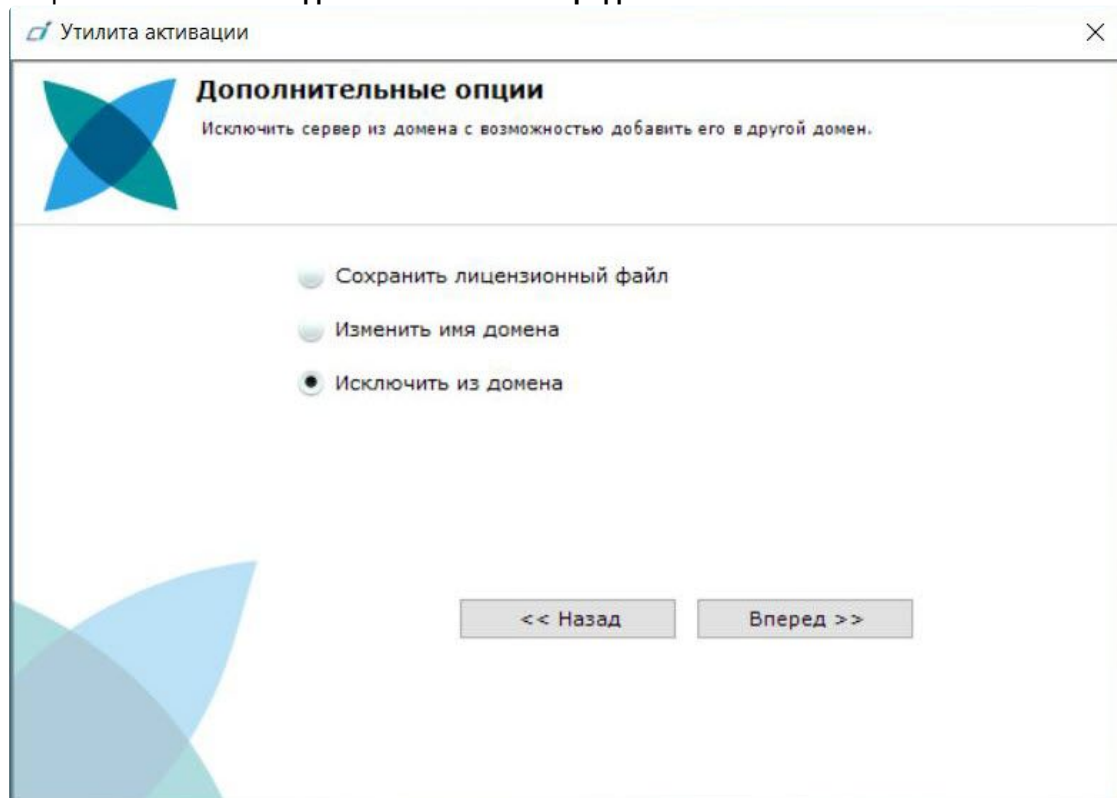 Утилита активации
Дополнительные опции
Исключить сервер из домена с возможностью добавить его в другой домен.
Сохранить лицензионный файл
Изменить имя домена
Исключить из домена
<< Назад
Вперед >>